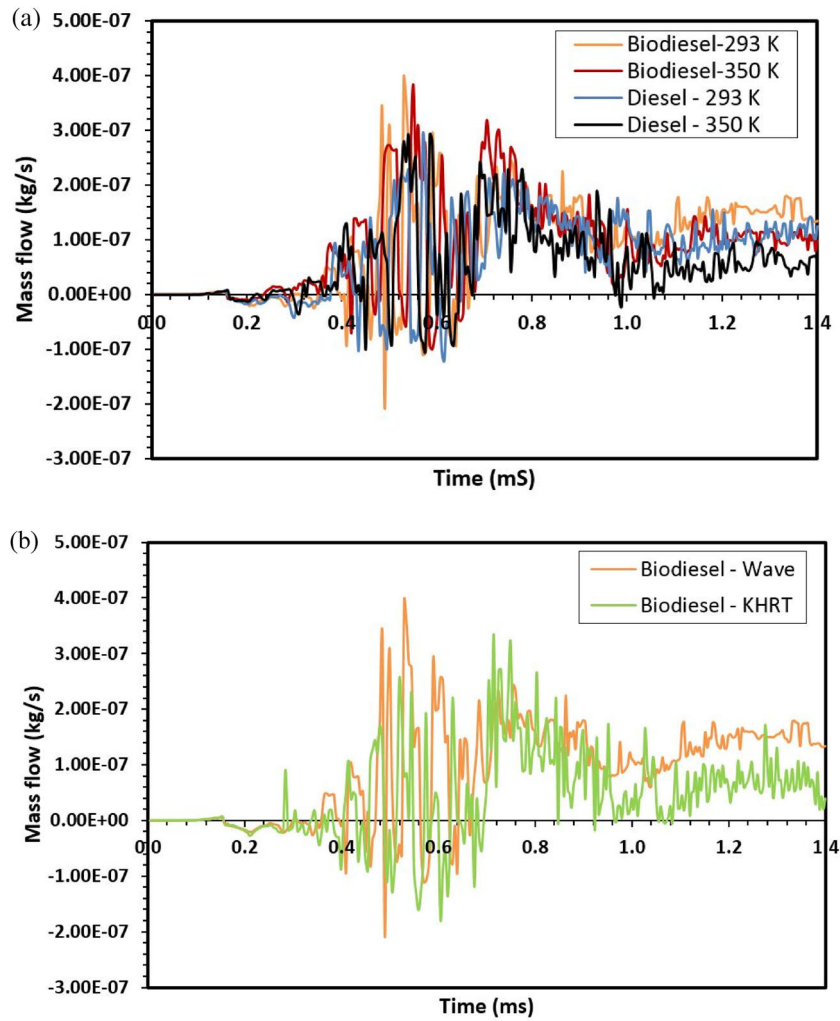 (a)
5.00E-07
4.00E-07
3.00E-07
2.00E-07
1.00E-07
0.00E+00
-1.00E-07
-2.00E-07
-3.00E-07
Mass flow (kg/s)
Biodiesel-293 K
Biodiesel-350 K
Diesel - 293 K
Diesel - 350 K
0.0 0.2 0.4 0.6 0.8 1.0 1.2 1.4
Time (mS)
(b)
5.00E-07
4.00E-07
3.00E-07
2.00E-07
1.00E-07
0.00E+00
-1.00E-07
-2.00E-07
-3.00E-07
Mass flow (kg/s)
Biodiesel - Wave
Biodiesel - KHRT
0.0 0.2 0.4 0.6 0.8 1.0 1.2 1.4
Time (ms)